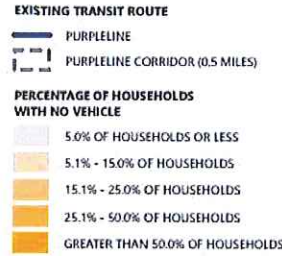 EXISTING TRANSIT ROUTE
PURPLELINE
PURPLELINE CORRIDOR (0.5 MILES)
PERCENTAGE OF HOUSEHOLDS
WITH NO VEHICLE
5.0% OF HOUSEHOLDS OR LESS
5.1% - 15.0% OF HOUSEHOLDS
15.1% - 25.0% OF HOUSEHOLDS
25.1% - 50.0% OF HOUSEHOLDS
GREATER THAN 50.0% OF HOUSEHOLDS